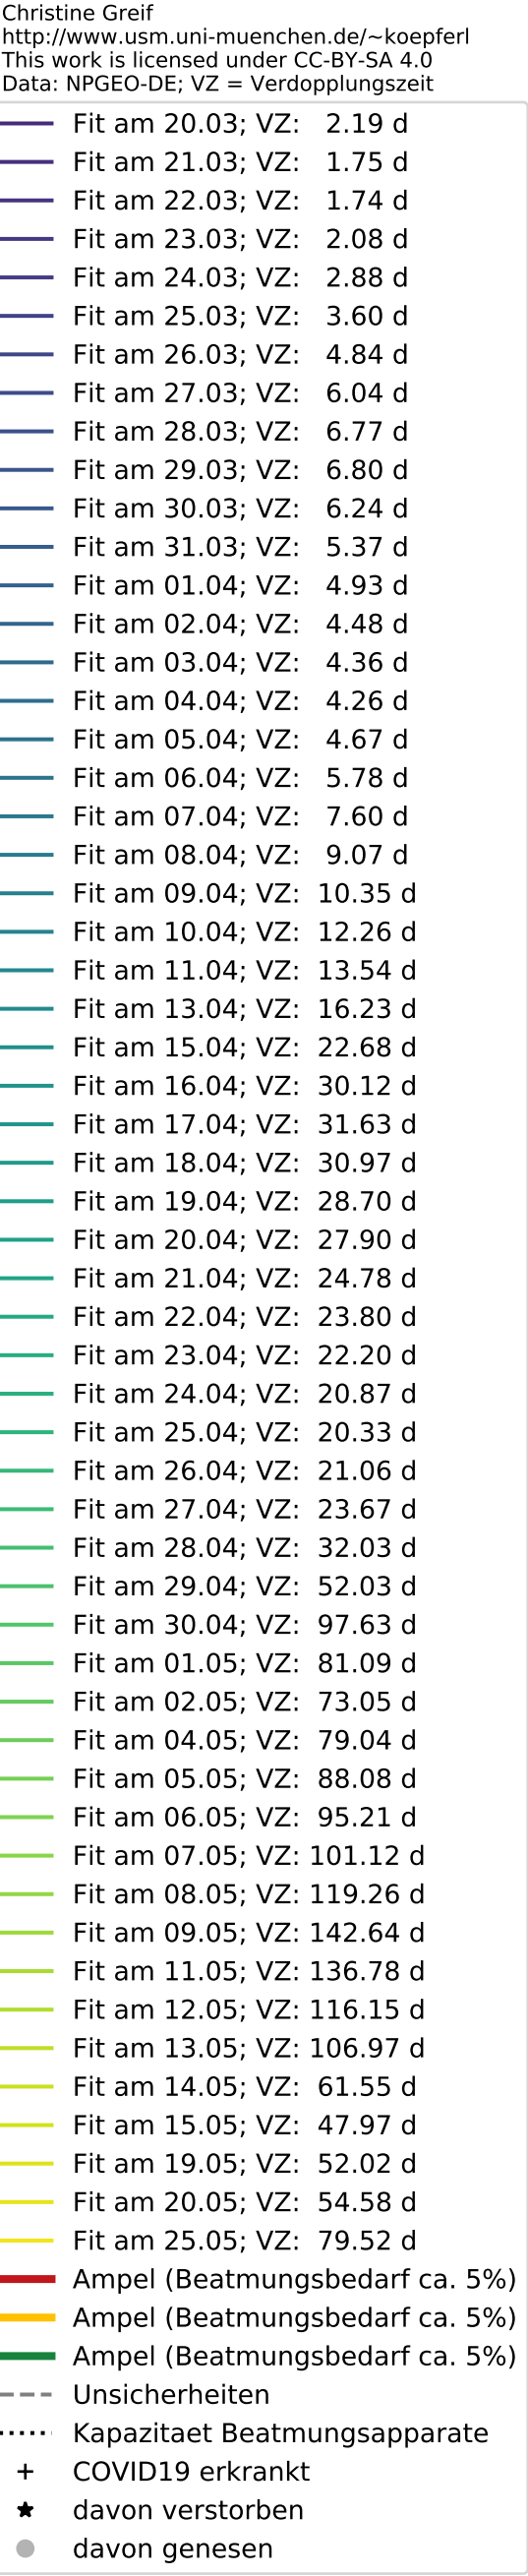 Christine Greif
http://www.usm.uni-muenchen.de/~koepferl
This work is licensed under CC-BY-SA 4.0
Data: NPGEO-DE; VZ = Verdopplungszeit
Fit am 20.03; VZ: 2.19 d
Fit am 21.03; VZ: 1.75 d
Fit am 22.03; VZ: 1.74 d
Fit am 23.03; VZ: 2.08 d
Fit am 24.03; VZ: 2.88 d
Fit am 25.03; VZ: 3.60 d
Fit am 26.03; VZ: 4.84 d
Fit am 27.03; VZ: 6.04 d
Fit am 28.03; VZ: 6.77 d
Fit am 29.03; VZ: 6.80 d
Fit am 30.03; VZ: 6.24 d
Fit am 31.03; VZ: 5.37 d
Fit am 01.04; VZ: 4.93 d
Fit am 02.04; VZ: 4.48 d
Fit am 03.04; VZ: 4.36 d
Fit am 04.04; VZ: 4.26 d
Fit am 05.04; VZ: 4.67 d
Fit am 06.04; VZ: 5.78 d
Fit am 07.04; VZ: 7.60 d
Fit am 08.04; VZ: 9.07 d
Fit am 09.04; VZ: 10.35 d
Fit am 10.04; VZ: 12.26 d
Fit am 11.04; VZ: 13.54 d
Fit am 13.04; VZ: 16.23 d
Fit am 15.04; VZ: 22.68 d
Fit am 16.04; VZ: 30.12 d
Fit am 17.04; VZ: 31.63 d
Fit am 18.04; VZ: 30.97 d
Fit am 19.04; VZ: 28.70 d
Fit am 20.04; VZ: 27.90 d
Fit am 21.04; VZ: 24.78 d
Fit am 22.04; VZ: 23.80 d
Fit am 23.04; VZ: 22.20 d
Fit am 24.04; VZ: 20.87 d
Fit am 25.04; VZ: 20.33 d
Fit am 26.04; VZ: 21.06 d
Fit am 27.04; VZ: 23.67 d
Fit am 28.04; VZ: 32.03 d
Fit am 29.04; VZ: 52.03 d
Fit am 30.04; VZ: 97.63 d
Fit am 01.05; VZ: 81.09 d
Fit am 02.05; VZ: 73.05 d
Fit am 04.05; VZ: 79.04 d
Fit am 05.05; VZ: 88.08 d
Fit am 06.05; VZ: 95.21 d
Fit am 07.05; VZ: 101.12 d
Fit am 08.05; VZ: 119.26 d
Fit am 09.05; VZ: 142.64 d
Fit am 11.05; VZ: 136.78 d
Fit am 12.05; VZ: 116.15 d
Fit am 13.05; VZ: 106.97 d
Fit am 14.05; VZ: 61.55 d
Fit am 15.05; VZ: 47.97 d
Fit am 19.05; VZ: 52.02 d
Fit am 20.05; VZ: 54.58 d
Fit am 25.05; VZ: 79.52 d
Ampel (Beatmungsbedarf ca. 5%)
Ampel (Beatmungsbedarf ca. 5%)
Ampel (Beatmungsbedarf ca. 5%)
Unsicherheiten
Kapazitaet Beatmungsapparate
COVID19 erkrankt
davon verstorben
davon genesen